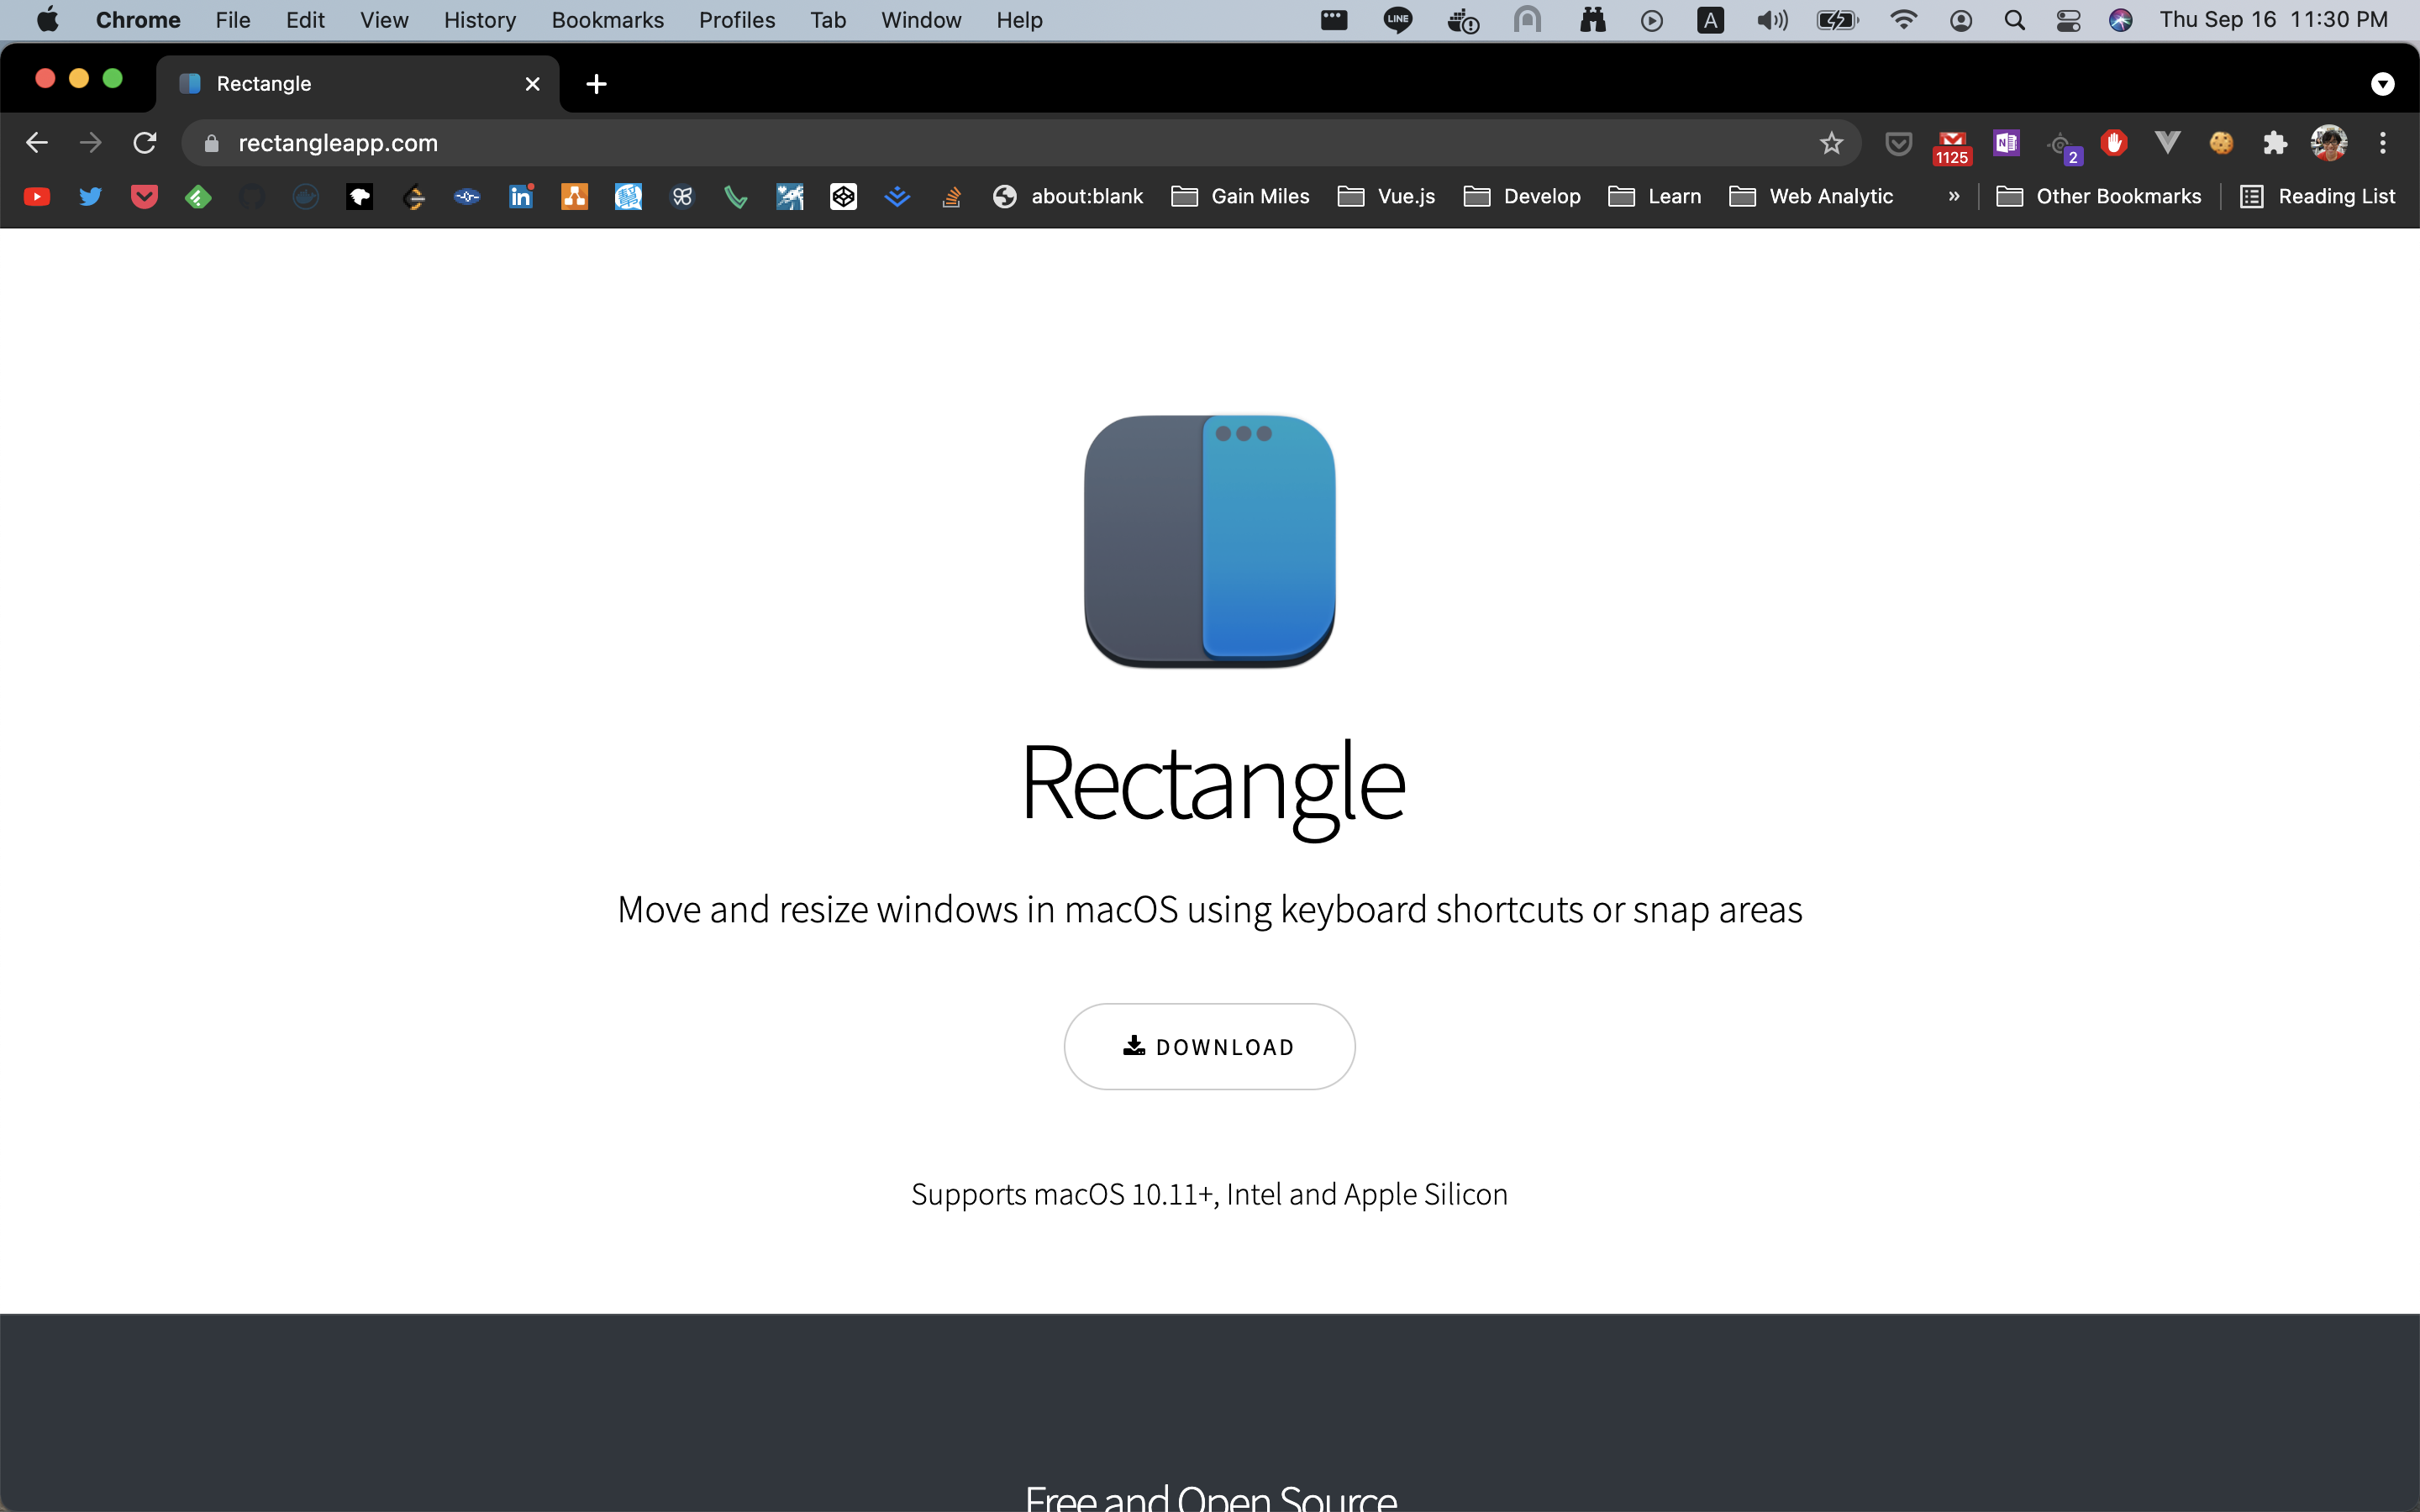 Chrome File Edit View History Bookmarks Profiles Tab Window Help LINE A Thu Sep 16 11:30 PM
Rectangle
rectangleapp.com 1125 N 2
about:blank Gain Miles Vue.js Develop Learn Web Analytic » Other Bookmarks Reading List
Rectangle
Move and resize windows in macOS using keyboard shortcuts or snap areas
DOWNLOAD
Supports macOS 10.11+, Intel and Apple Silicon
Free and Open Source